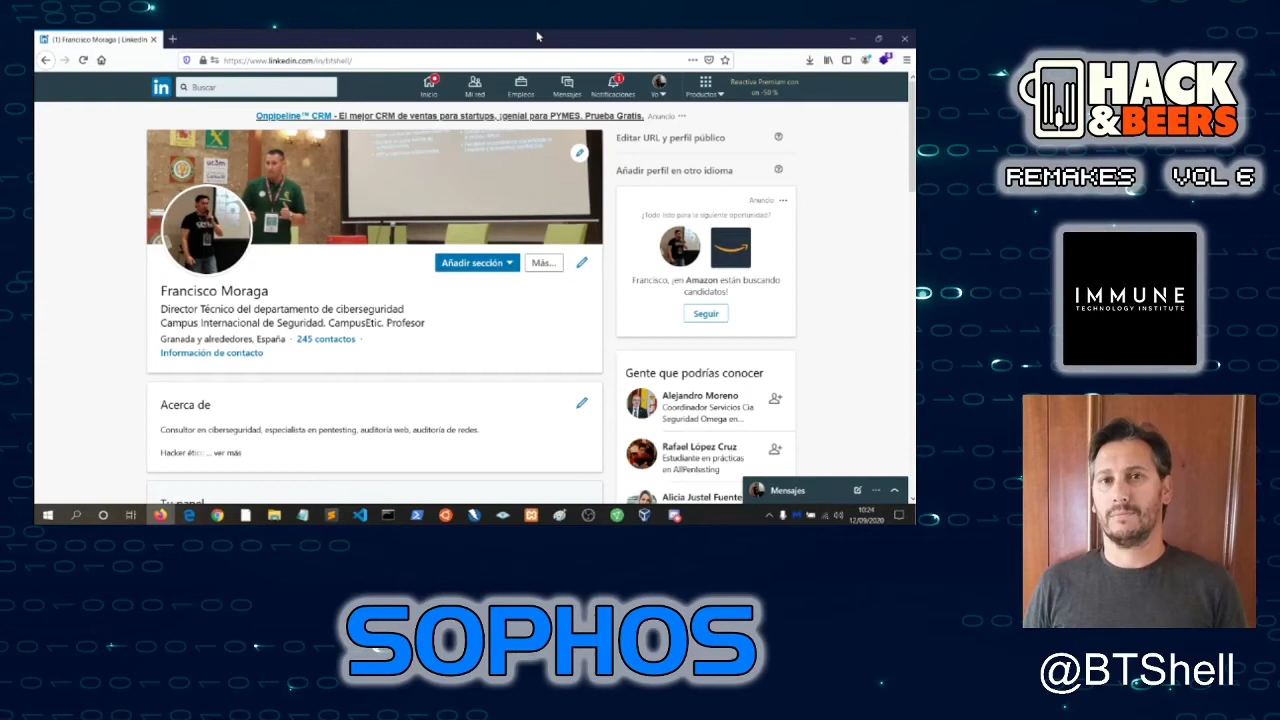 (1) Francisco Moraga | LinkedIn
https://www.linkedin.com/in/btshell/
in
Buscar
Inicio
Mi red
Empleos
Mensajes
1
Notificaciones
Yo
Productos
Reactiva Premium con
un -50 %
Onpipeline™ CRM - El mejor CRM de ventas para startups, ¡genial para PYMES. Prueba Gratis.
Anuncio
uc3m
Editar URL y perfil público
Añadir perfil en otro idioma
Anuncio
¿Todo listo para la siguiente oportunidad?
Francisco, ¡en Amazon están buscando
candidatos!
Seguir
Añadir sección
Más...
Francisco Moraga
Director Técnico del departamento de ciberseguridad
Campus Internacional de Seguridad. CampusEtic. Profesor
Granada y alrededores, España · 245 contactos ·
Información de contacto
Acerca de
Consultor en ciberseguridad, especialista en pentesting, auditoría web, auditoría de redes.
Hacker étic ... ver más
Tu panel
Gente que podrías conocer
Alejandro Moreno
Coordinador Servicios Cia
Seguridad Omega en...
Rafael López Cruz
Estudiante en prácticas
en AllPentesting
Alicia Justel Fuente
Mensajes
10:24
12/09/2020
HACK
&BEERS
REMAKES VOL 6
IMMUNE
TECHNOLOGY INSTITUTE
SOPHOS
@BTShell